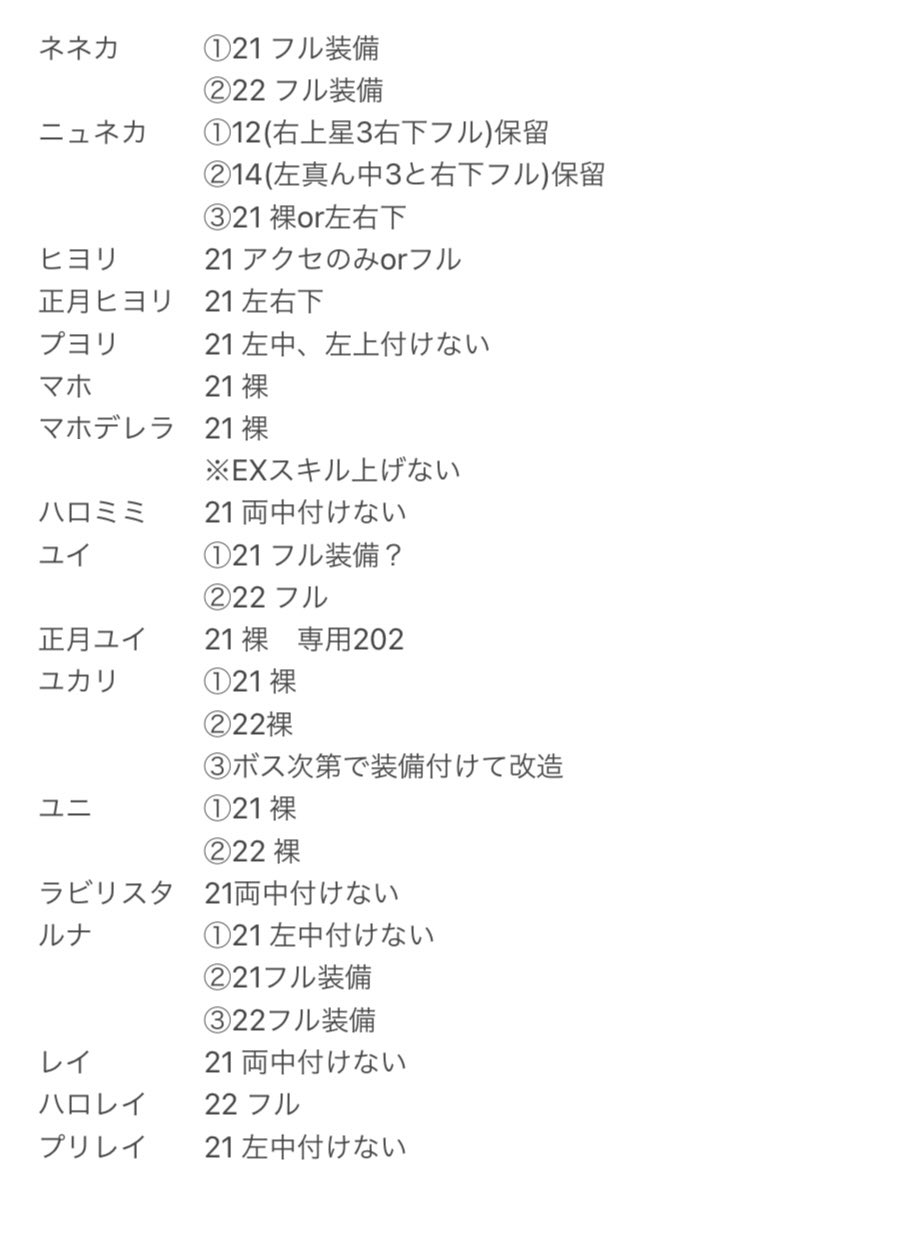 ネネカ ①21 フル装備
②22 フル装備
ニュネカ ①12(右上星3右下フル)保留
②14(左真ん中3と右下フル)保留
③21 裸or左右下
ヒヨリ 21 アクセのみorフル
正月ヒヨリ 21 左右下
プヨリ 21 左中、左上付けない
マホ 21 裸
マホデレラ 21 裸
※EXスキル上げない
ハロミミ 21 両中付けない
ユイ ①21 フル装備？
②22 フル
正月ユイ 21 裸　専用202
ユカリ ①21 裸
②22裸
③ボス次第で装備付けて改造
ユニ ①21 裸
②22 裸
ラビリスタ 21両中付けない
ルナ ①21 左中付けない
②21フル装備
③22フル装備
レイ 21 両中付けない
ハロレイ 22 フル
プリレイ 21 左中付けない